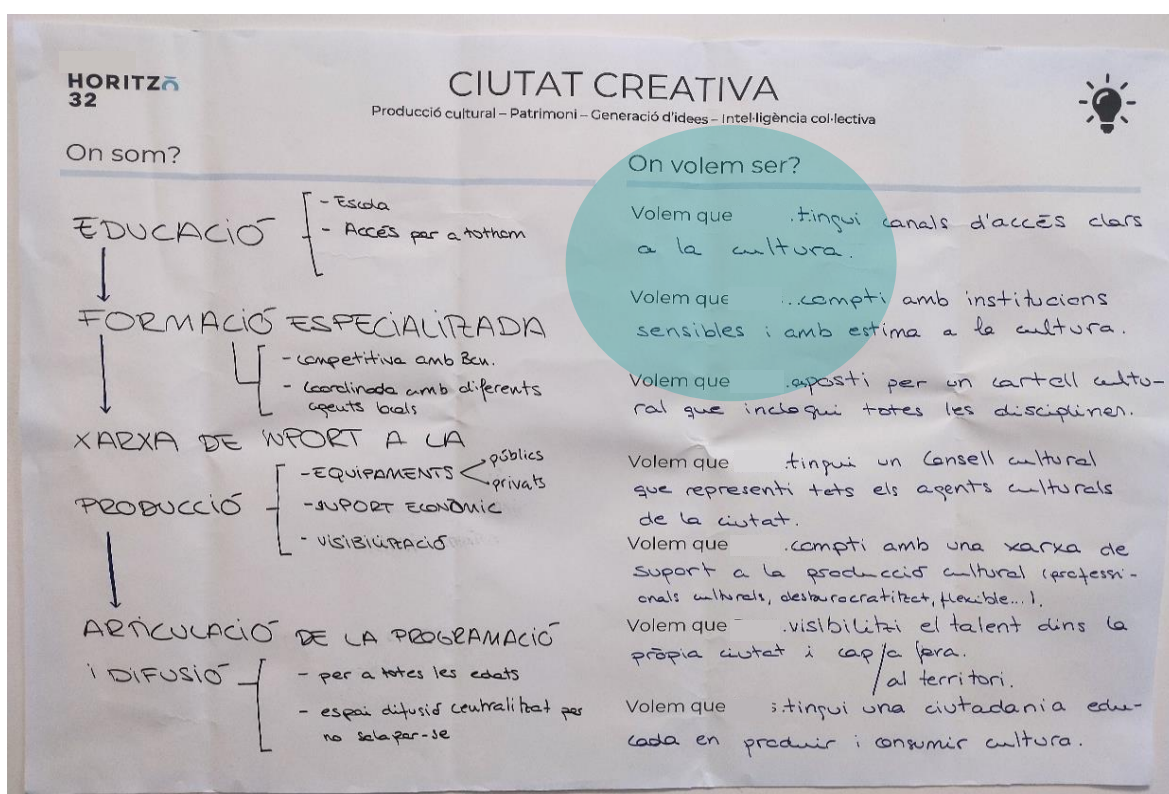 HORITZÓ
32
CIUTAT CREATIVA
Producció cultural – Patrimoni – Generació d'idees – Intel·ligència col·lectiva
On som?
EDUCACIÓ
- Escola
- Accés per a tothom
FORMACIÓ ESPECIALITZADA
- competitiva amb Bcn.
- Coordinada amb diferents
agents locals
XARXA DE SUPORT A LA
PRODUCCIÓ
- EQUIPAMENTS
públics
privats
- SUPORT ECONÒMIC
- VISIBILITZACIÓ
ARTICULACIÓ DE LA PROGRAMACIÓ
i DIFUSIÓ
- per a totes les edats
- espai difusió centralitzat per
no solapar-se
On volem ser?
Volem que ...tingui canals d'accés clars
a la cultura.
Volem que ...compti amb institucions
sensibles i amb estima a la cultura.
Volem que .aposti per un cartell cultu-
ral que inclogui totes les disciplines.
Volem que tingui un Consell cultural
que representi tots els agents culturals
de la ciutat.
Volem que .compti amb una xarxa de
suport a la producció cultural (professi-
onals culturals, desburocratitzat, flexible...).
Volem que .visibilitzi el talent dins la
pròpia ciutat i cap/a fora.
/al territori.
Volem que tingui una ciutadania edu-
cada en produir i consumir cultura.